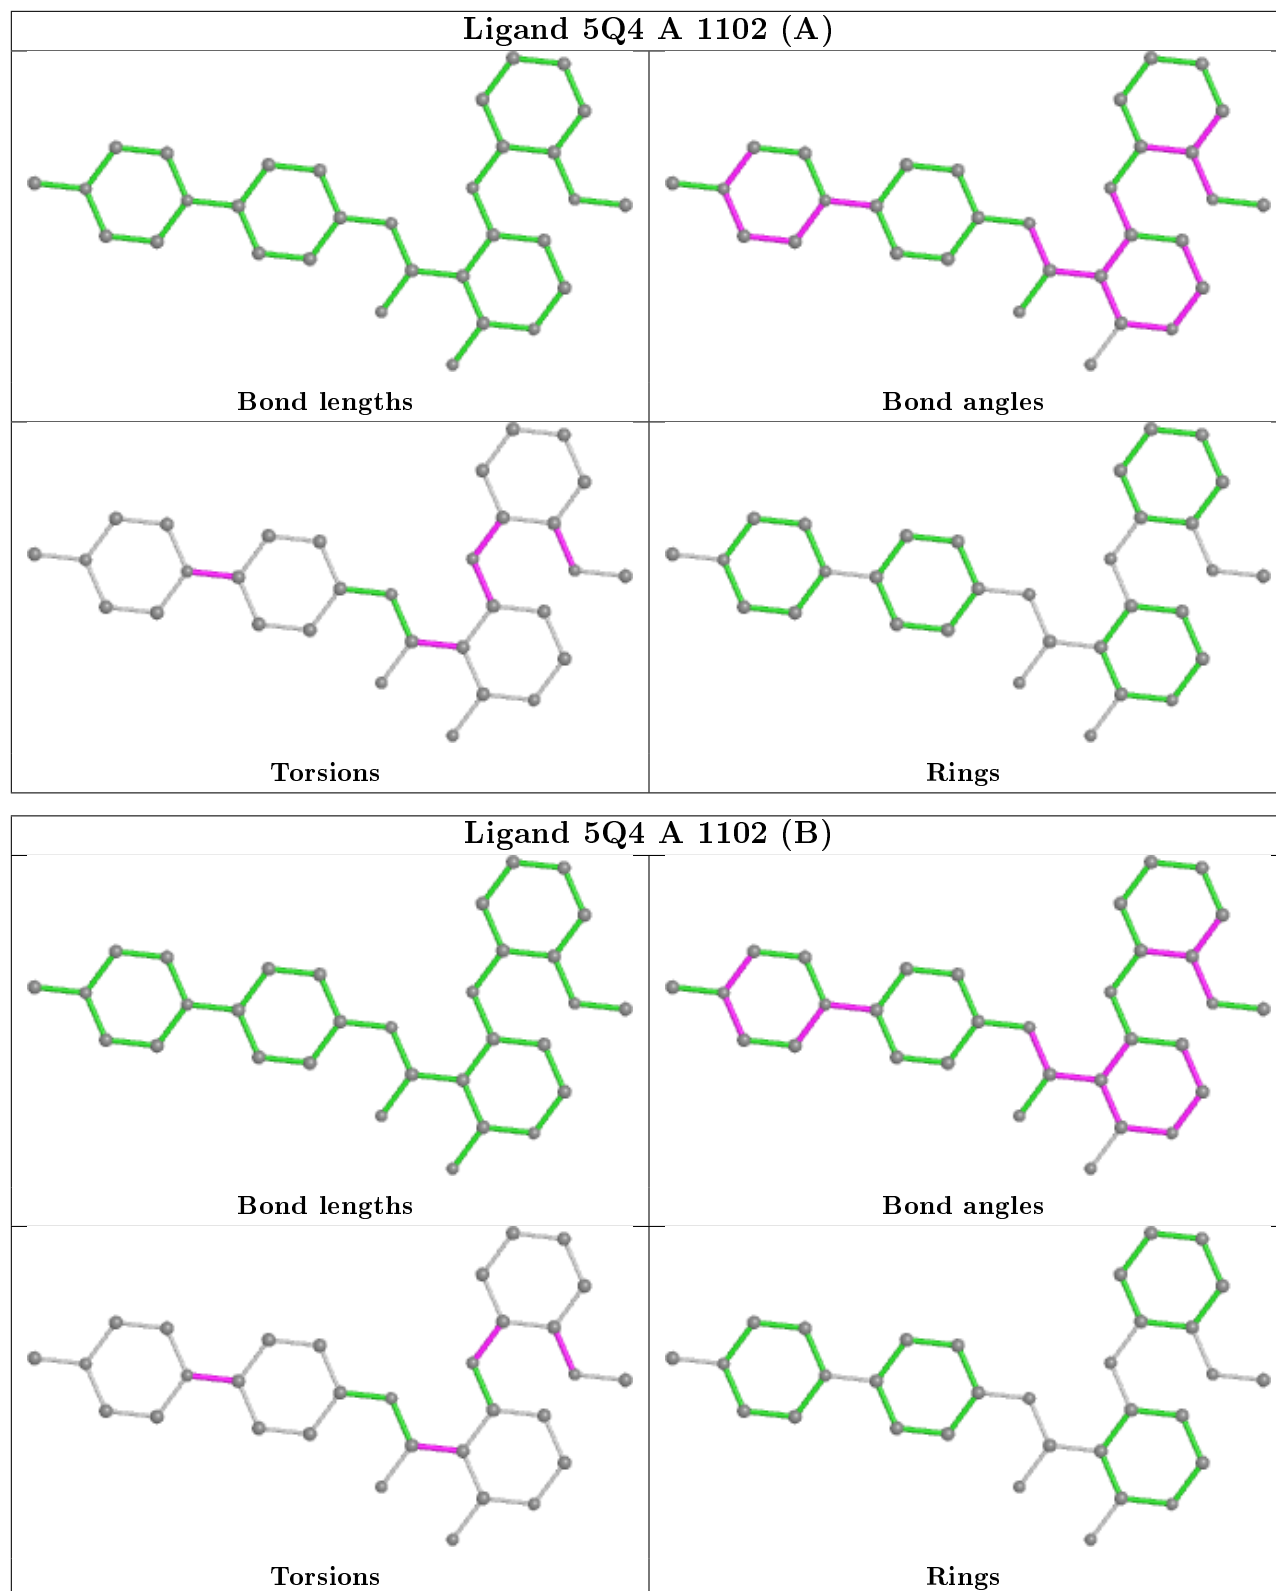 Ligand 5Q4 A 1102 (A)
Bond lengths
Bond angles
Torsions
Rings
Ligand 5Q4 A 1102 (B)
Bond lengths
Bond angles
Torsions
Rings